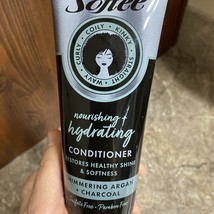 WAVY • CURLY • COILY • KINKY • STRAIGHT
nourishing +
hydrating
CONDITIONER
RESTORES HEALTHY SHINE
& SOFTNESS
SHIMMERING ARGAN
+ CHARCOAL
Sulfate Free • Paraben Free